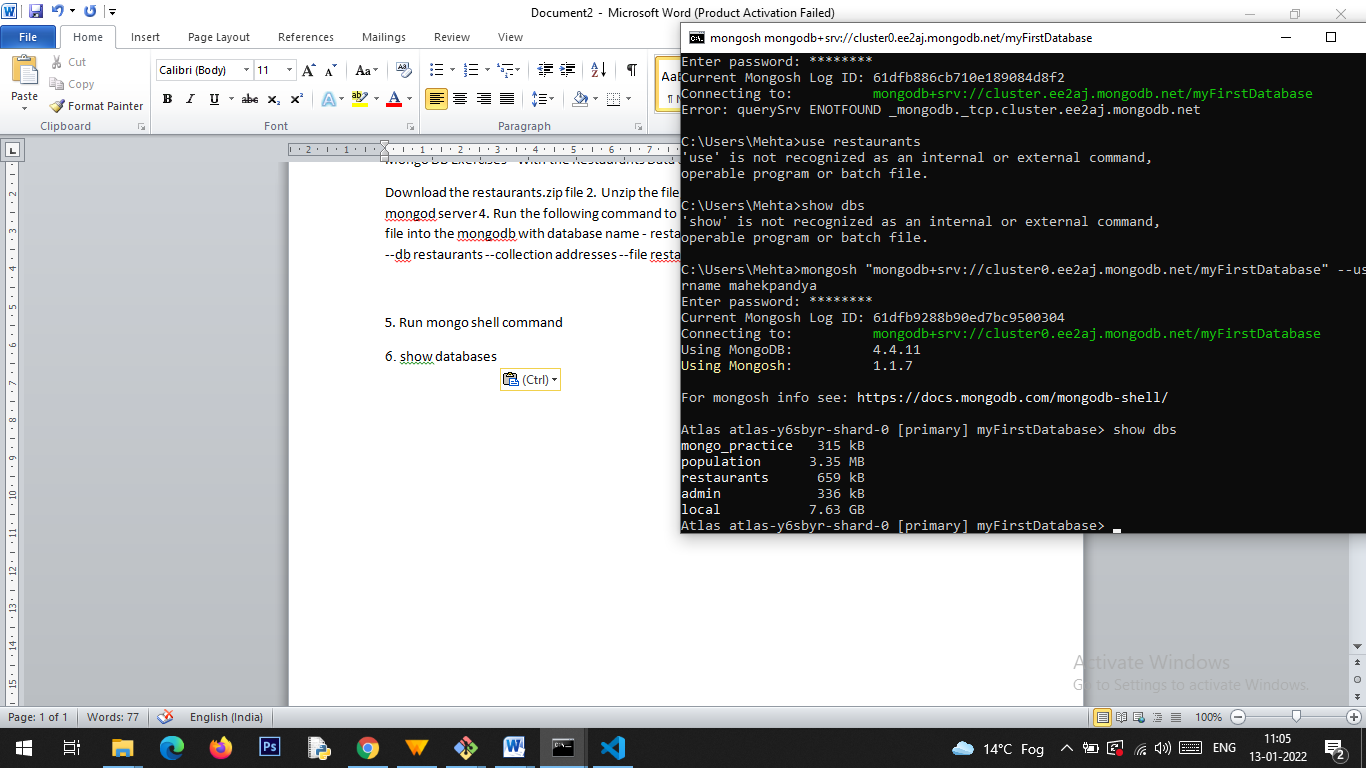 Document2 - Microsoft Word (Product Activation Failed)
File Home Insert Page Layout References Mailings Review View
Paste
Cut
Copy
Format Painter
Clipboard
Calibri (Body) 11
Font
Paragraph
Download the restaurants.zip file 2. Unzip the file
mongod server 4. Run the following command to
file into the mongodb with database name - resta
--db restaurants --collection addresses --file resta
5. Run mongo shell command
6. show databases
(Ctrl)
mongosh mongodb+srv://cluster0.ee2aj.mongodb.net/myFirstDatabase
Enter password: ********
Current Mongosh Log ID: 61dfb886cb710e189084d8f2
Connecting to: mongodb+srv://cluster.ee2aj.mongodb.net/myFirstDatabase
Error: querySrv ENOTFOUND _mongodb._tcp.cluster.ee2aj.mongodb.net
C:\Users\Mehta>use restaurants
'use' is not recognized as an internal or external command,
operable program or batch file.
C:\Users\Mehta>show dbs
'show' is not recognized as an internal or external command,
operable program or batch file.
C:\Users\Mehta>mongosh "mongodb+srv://cluster0.ee2aj.mongodb.net/myFirstDatabase" --us
rname mahekpandya
Enter password: ********
Current Mongosh Log ID: 61dfb9288b90ed7bc9500304
Connecting to: mongodb+srv://cluster0.ee2aj.mongodb.net/myFirstDatabase
Using MongoDB: 4.4.11
Using Mongosh: 1.1.7
For mongosh info see: https://docs.mongodb.com/mongodb-shell/
Atlas atlas-y6sbyr-shard-0 [primary] myFirstDatabase> show dbs
mongo_practice 315 kB
population 3.35 MB
restaurants 659 kB
admin 336 kB
local 7.63 GB
Atlas atlas-y6sbyr-shard-0 [primary] myFirstDatabase>
Activate Windows
Go to Settings to activate Windows.
Page: 1 of 1 Words: 77 English (India) 100%
14°C Fog ENG 11:05
13-01-2022 2